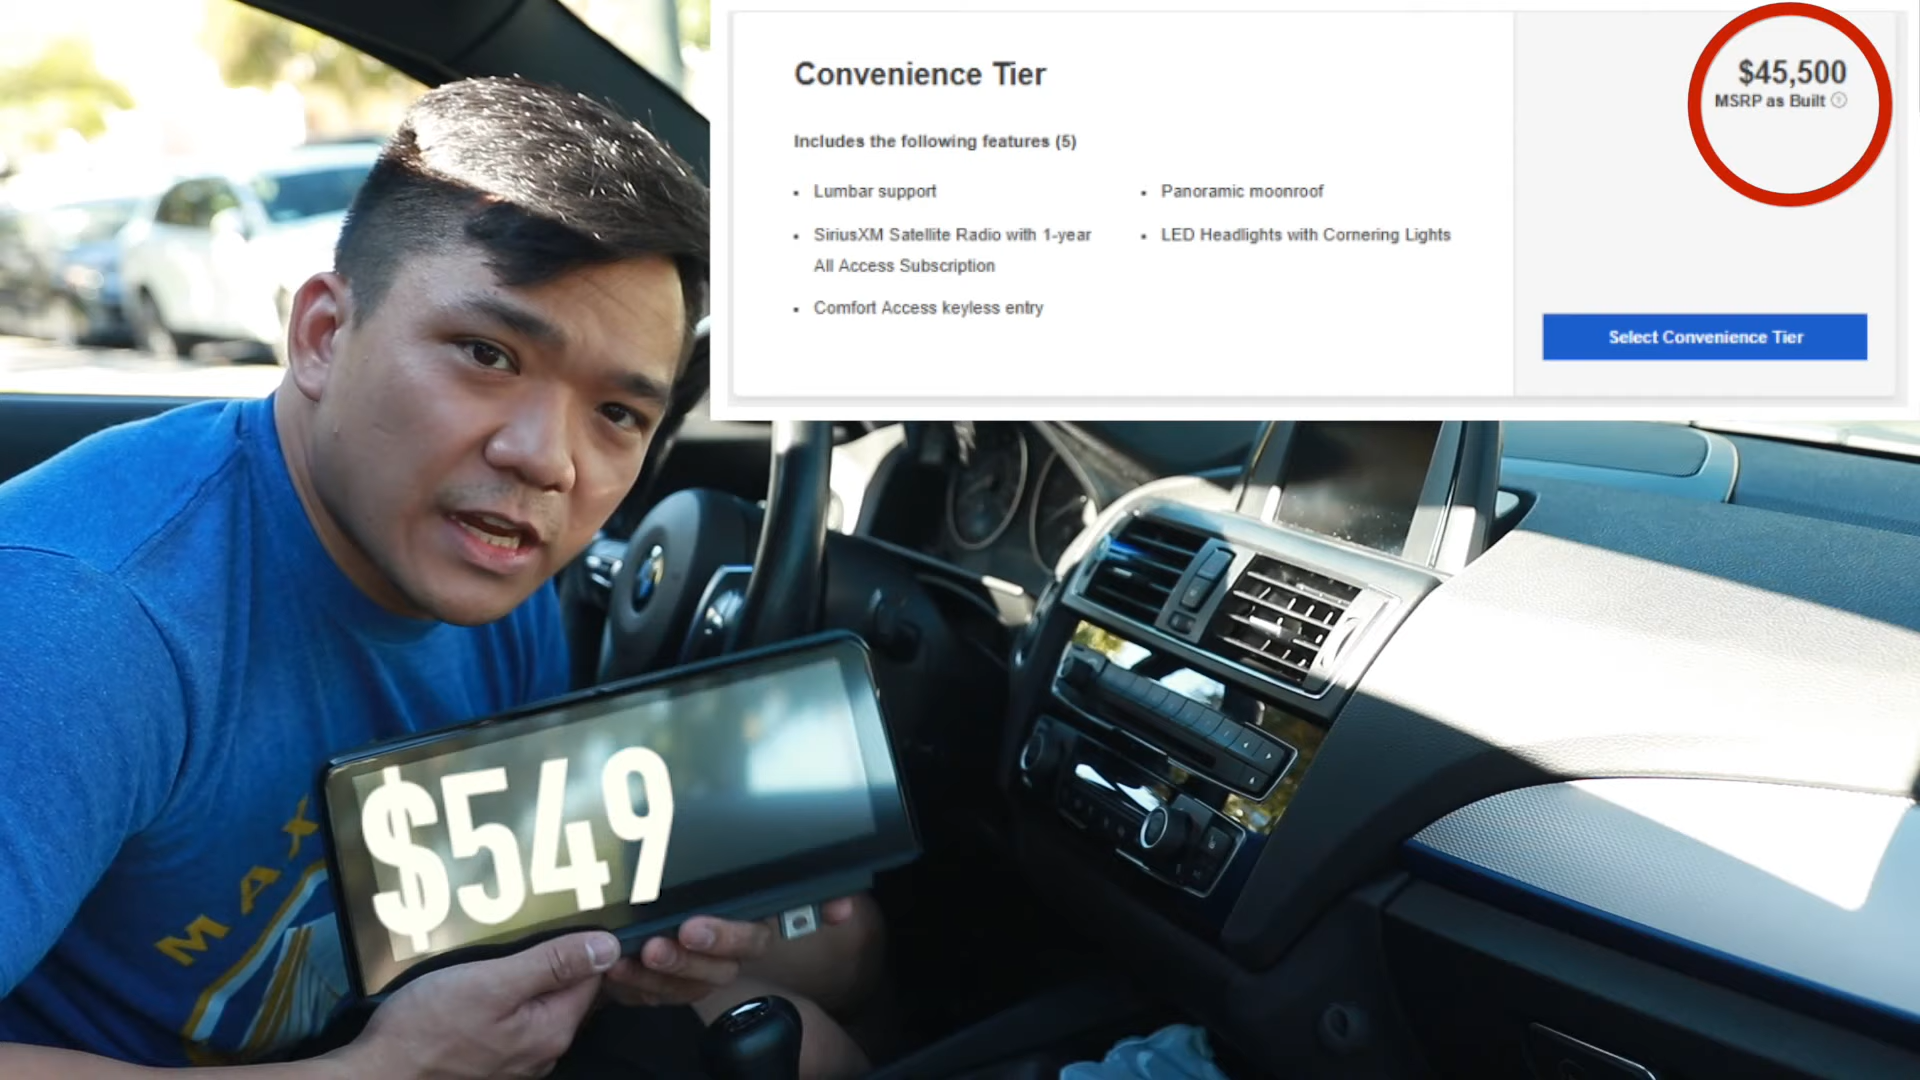 Convenience Tier
$45,500
MSRP as Built
Includes the following features (5)
Lumbar support
Panoramic moonroof
SiriusXM Satellite Radio with 1-year
All Access Subscription
LED Headlights with Cornering Lights
Comfort Access keyless entry
Select Convenience Tier
$549
MAX